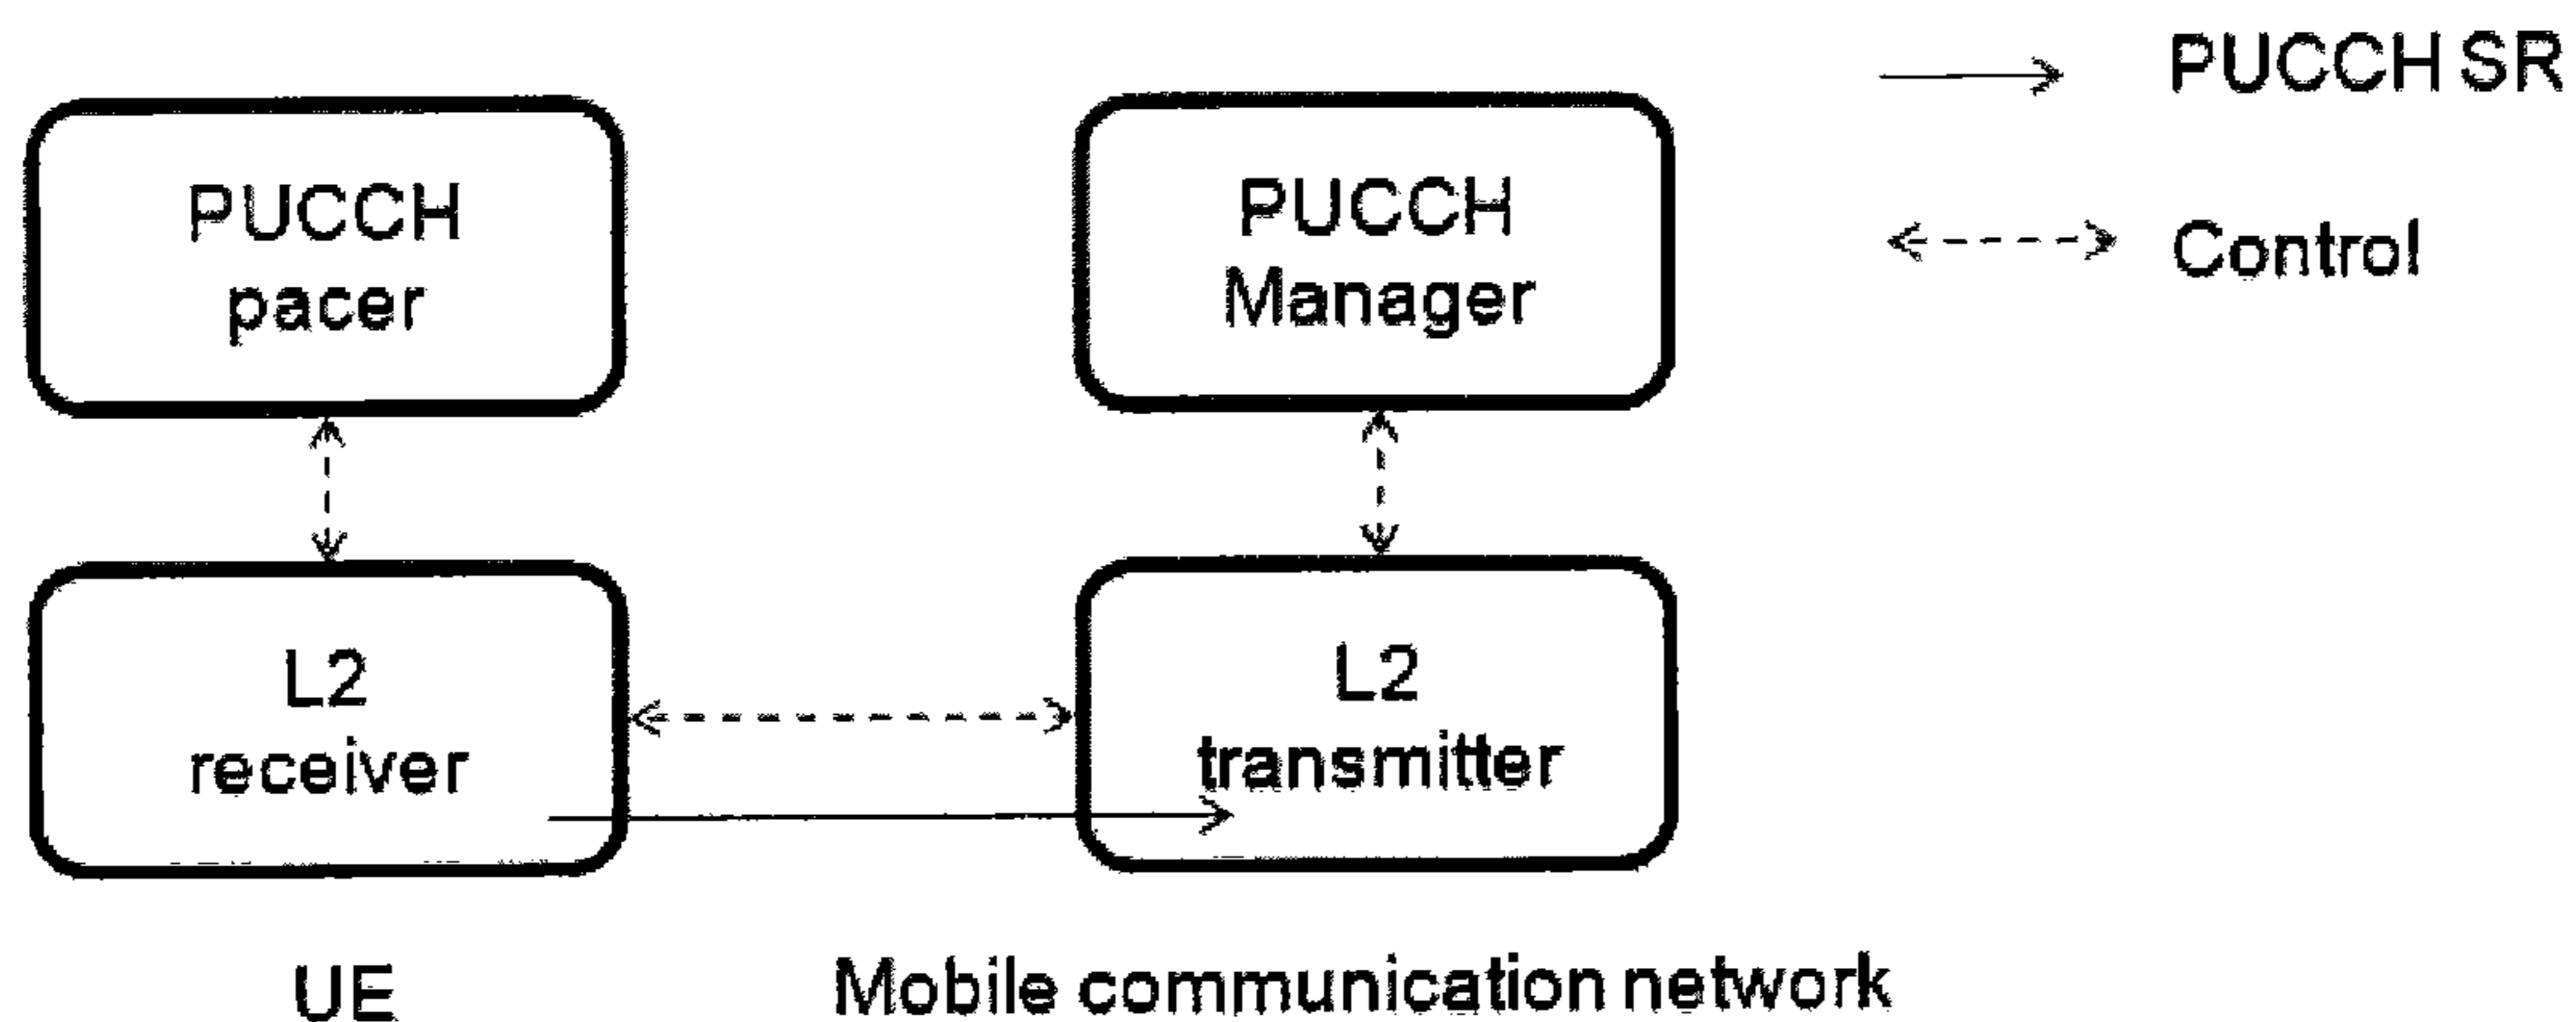 PUCCH SR
Control
PUCCH
pacer
PUCCH
Manager
L2
receiver
L2
transmitter
UE
Mobile communication network